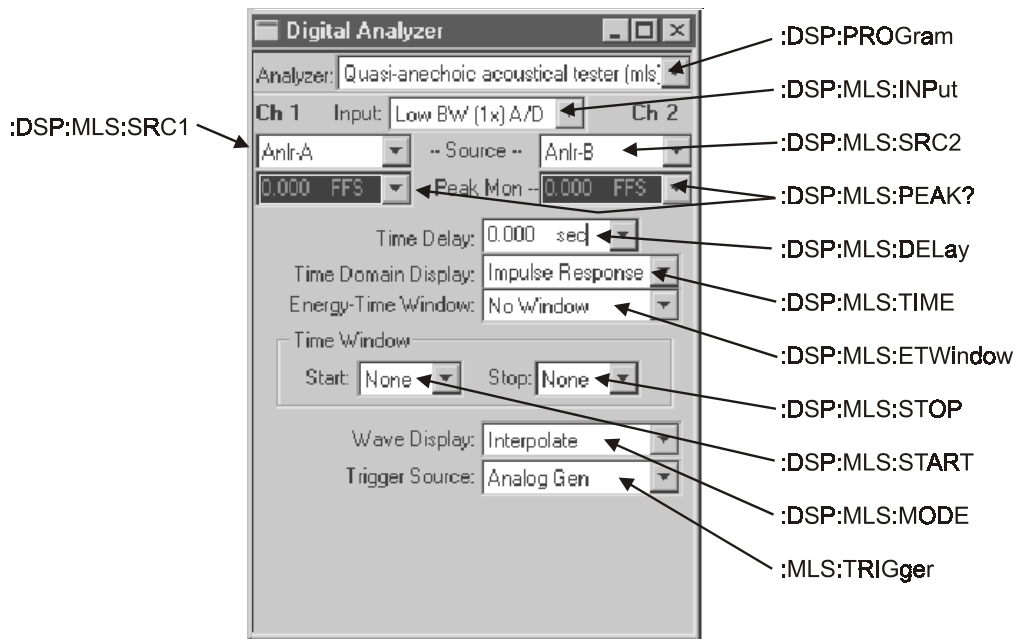 Digital Analyzer
:DSP:PROGram
Analyzer: Quasi-anechoic acoustical tester (mls)
:DSP:MLS:INPut
Ch 1 Input: Low BW (1x) A/D Ch 2
:DSP:MLS:SRC1
:DSP:MLS:SRC2
Anlr-A -- Source -- Anlr-B
0.000 FFS -- Peak Mon -- 0.000 FFS
:DSP:MLS:PEAK?
Time Delay: 0.000 sec
:DSP:MLS:DELay
Time Domain Display: Impulse Response
:DSP:MLS:TIME
Energy-Time Window: No Window
Time Window
:DSP:MLS:ETWindow
Start: None Stop: None
:DSP:MLS:STOP
Wave Display: Interpolate
:DSP:MLS:START
Trigger Source: Analog Gen
:DSP:MLS:MODE
:MLS:TRIGger